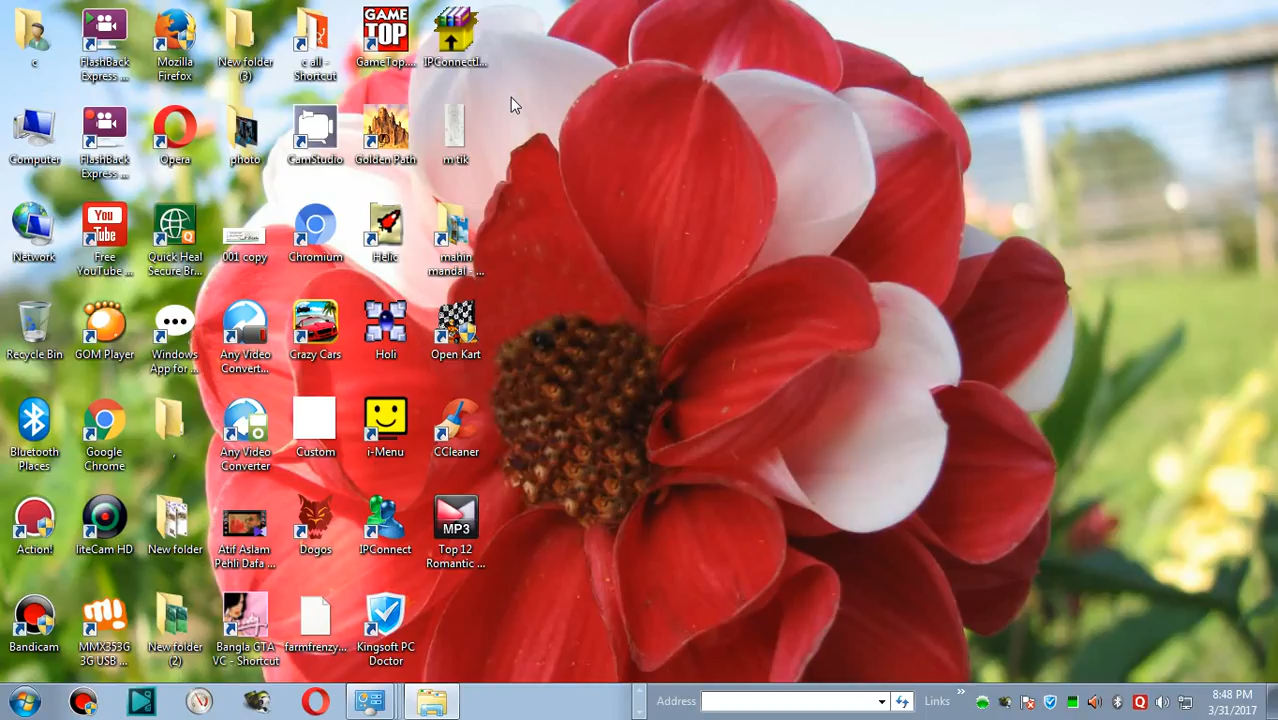 c
FlashBack
Express ...
Mozilla
Firefox
New folder
(3)
c all -
Shortcut
GAME
TOP
GameTop....
IPConnectI...
Computer
FlashBack
Express ...
Opera
photo
CamStudio
Golden Path
m tik
Network
You
Tube
Free
YouTube ...
Quick Heal
Secure Br...
001 copy
Chromium
Helic
mahin
mandal - ...
Recycle Bin
GOM Player
Windows
App for ...
Any Video
Convert...
Crazy Cars
Holi
Open Kart
Bluetooth
Places
Google
Chrome
,
Any Video
Converter
Custom
i-Menu
CCleaner
Action!
liteCam HD
New folder
Atif Aslam
Pehli Dafa ...
Dogos
IPConnect
MP3
Top 12
Romantic ...
Bandicam
MMX353G
3G USB ...
New folder
(2)
Bangla GTA
VC - Shortcut
farmfrenzy...
Kingsoft PC
Doctor
Address
Links
8:48 PM
3/31/2017